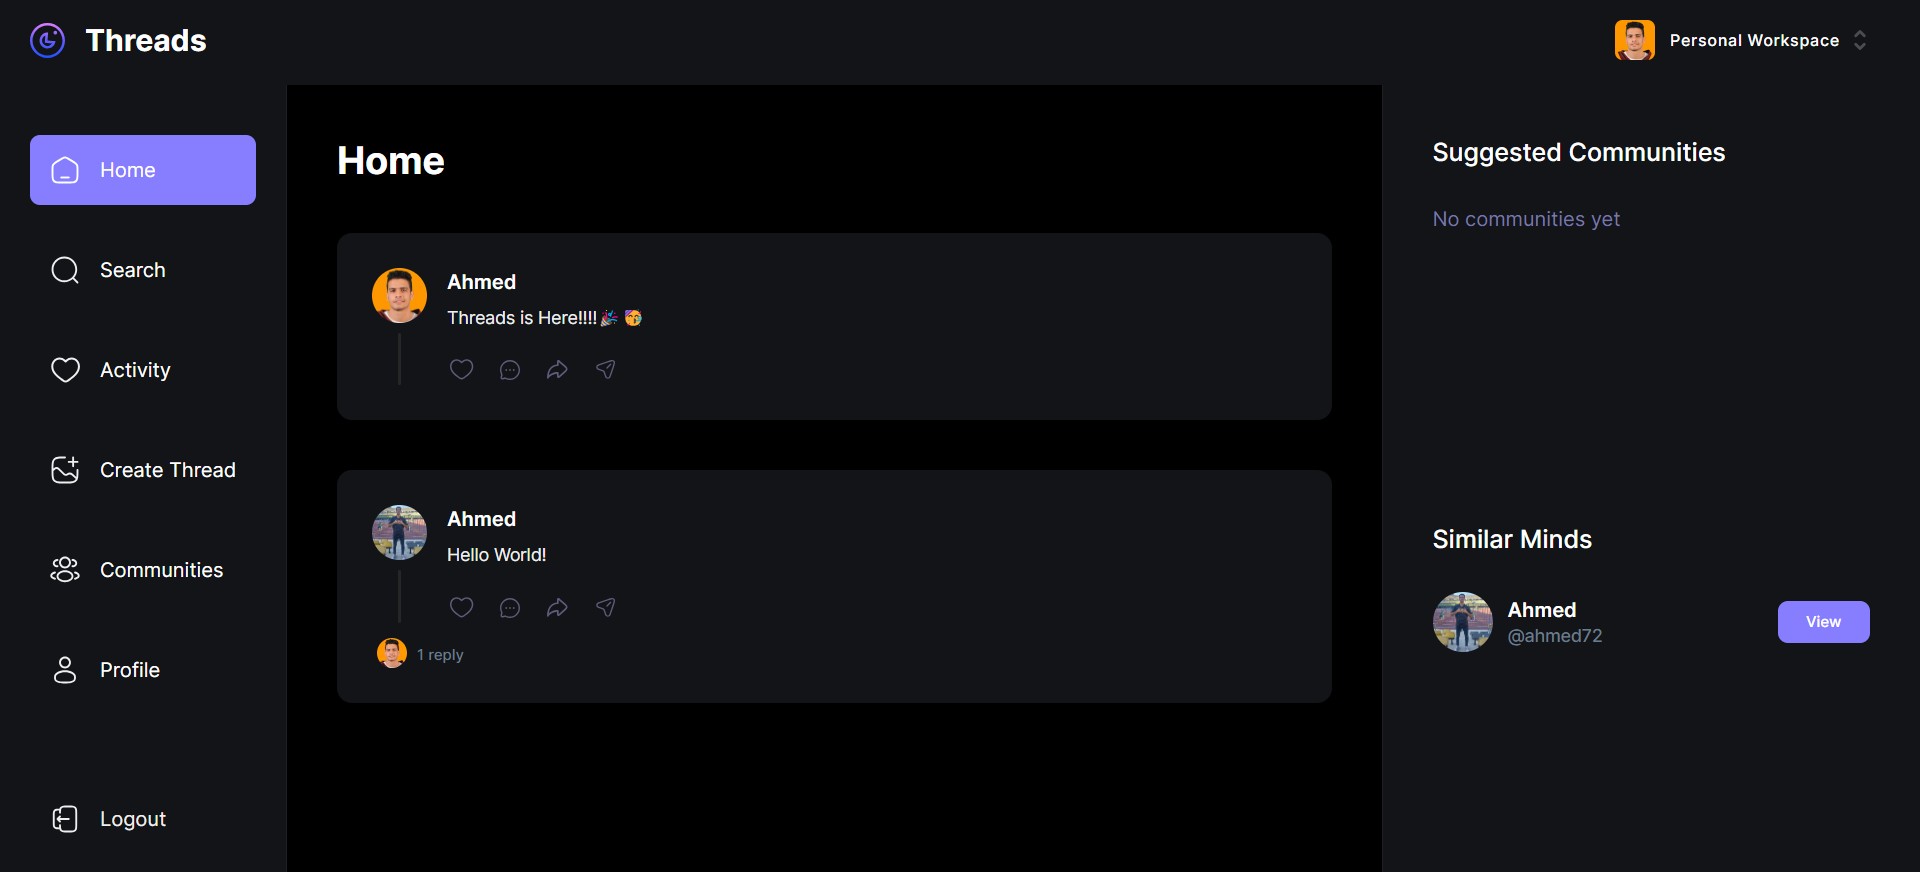 Threads
Personal Workspace
Home
Search
Activity
Create Thread
Communities
Profile
Logout
Home
Ahmed
Threads is Here!!!!🎉 🥳
Ahmed
Hello World!
1 reply
Suggested Communities
No communities yet
Similar Minds
Ahmed
@ahmed72
View